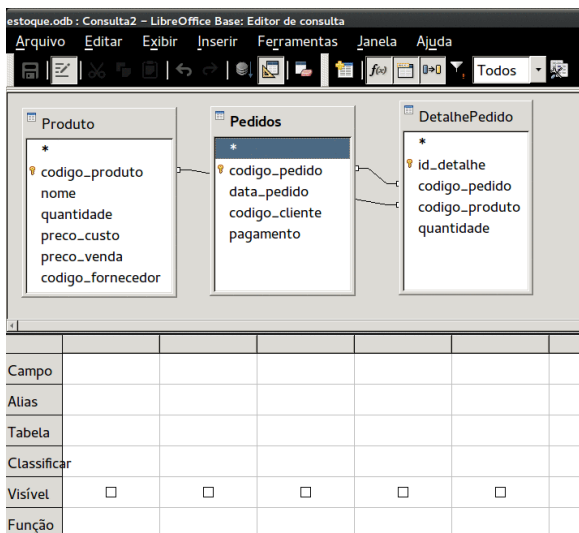 estoque.odb : Consulta2 – LibreOffice Base: Editor de consulta
Arquivo Editar Exibir Inserir Ferramentas Janela Ajuda
f(x) Todos
Produto
*
codigo_produto
nome
quantidade
preco_custo
preco_venda
codigo_fornecedor
Pedidos
*
codigo_pedido
data_pedido
codigo_cliente
pagamento
DetalhePedido
*
id_detalhe
codigo_pedido
codigo_produto
quantidade
Campo
Alias
Tabela
Classificar
Visível
Função